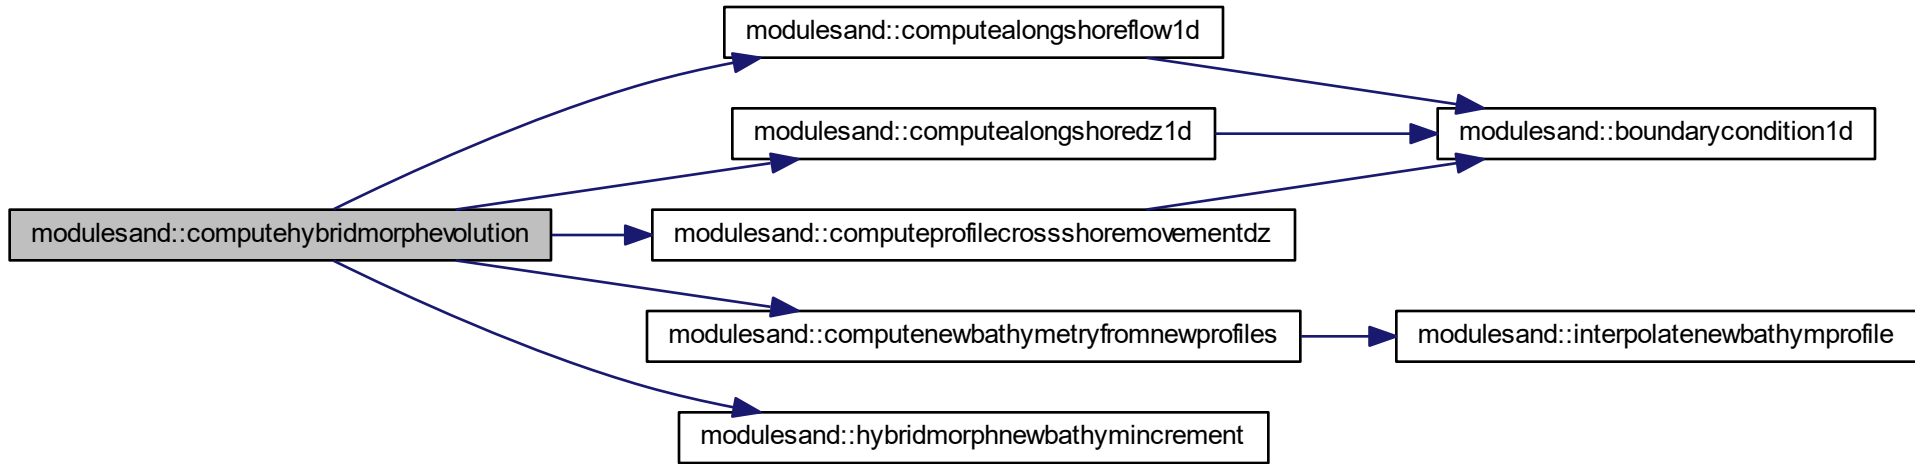 modulesand::computealongshoreflow1d
modulesand::computealongshoredz1d
modulesand::boundarycondition1d
modulesand::computehybridmorphevolution
modulesand::computeprofilecrossshoremovementdz
modulesand::computenewbathymetryfromnewprofiles
modulesand::interpolatenewbathymprofile
modulesand::hybridmorphnewbathymincrement